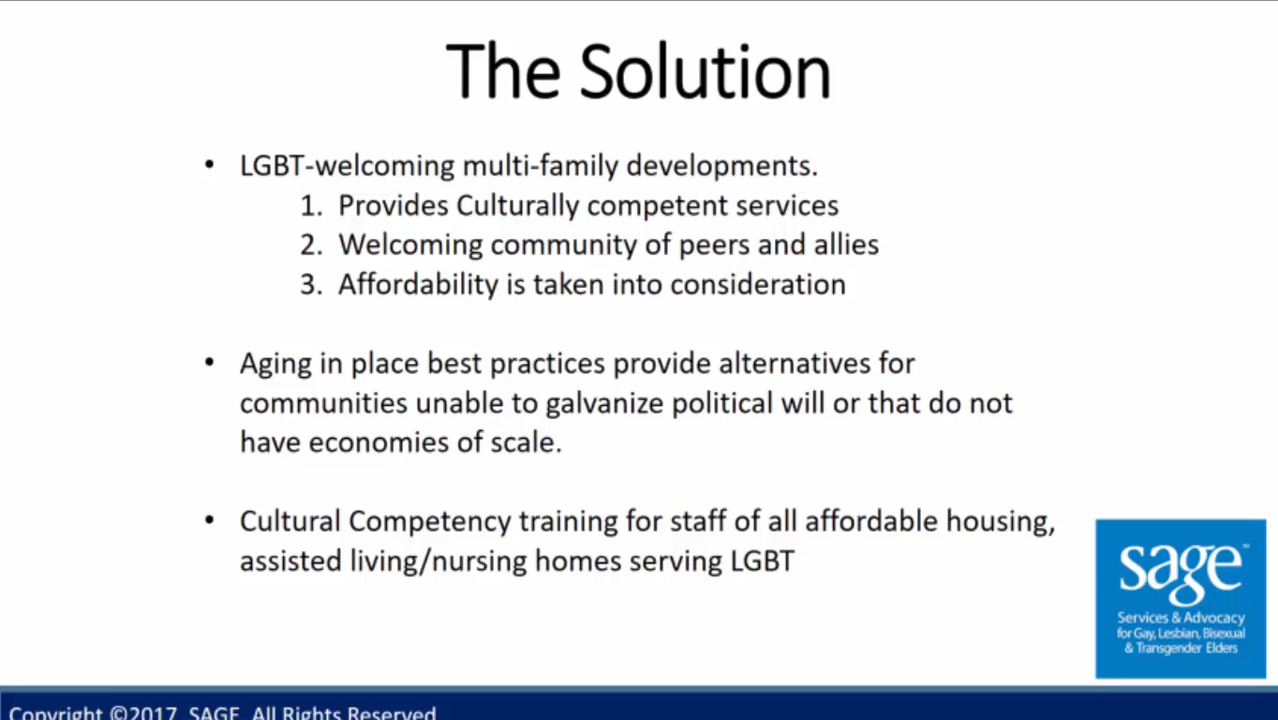 The Solution
• LGBT-welcoming multi-family developments.
1. Provides Culturally competent services
2. Welcoming community of peers and allies
3. Affordability is taken into consideration
• Aging in place best practices provide alternatives for
communities unable to galvanize political will or that do not
have economies of scale.
• Cultural Competency training for staff of all affordable housing,
assisted living/nursing homes serving LGBT
sage™
Services & Advocacy
for Gay, Lesbian, Bisexual
& Transgender Elders
Copyright ©2017 SAGE All Rights Reserved